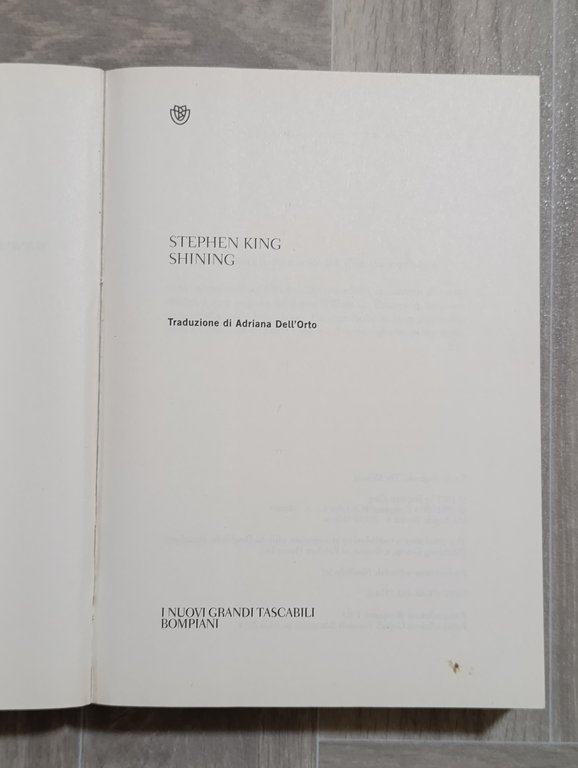 STEPHEN KING
SHINING
Traduzione di Adriana Dell'Orto
I NUOVI GRANDI TASCABILI
BOMPIANI